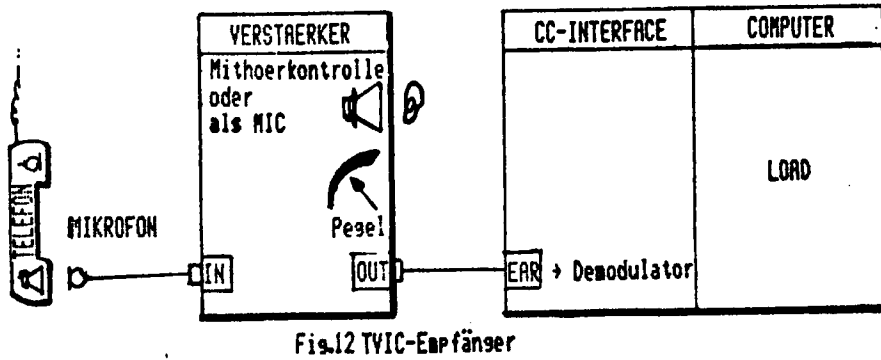 VERSTAERKER
Mithoerkontrolle
oder
als MIC
Pegel
IN
OUT
TELEFON
MIKROFON
CC-INTERFACE
COMPUTER
LOAD
EAR → Demodulator
Fig.12 TVIC-Empfänger